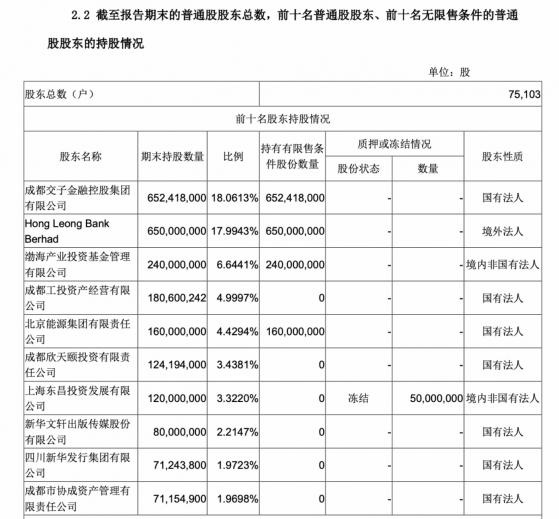 2.2 截至报告期末的普通股股东总数，前十名普通股股东、前十名无限售条件的普通
股股东的持股情况
单位：股
股东总数（户） 75,103
前十名股东持股情况
股东名称 期末持股数量 比例 持有有限售条件股份数量 质押或冻结情况 股东性质
股份状态 数量
成都交子金融控股集团有限公司 652,418,000 18.0613% 652,418,000 - - 国有法人
Hong Leong Bank Berhad 650,000,000 17.9943% 650,000,000 - - 境外法人
渤海产业投资基金管理有限公司 240,000,000 6.6441% 240,000,000 - - 境内非国有法人
成都工投资产经营有限公司 180,600,242 4.9997% 0 - - 国有法人
北京能源集团有限责任公司 160,000,000 4.4294% 160,000,000 - - 国有法人
成都欣天颐投资有限责任公司 124,194,000 3.4381% 0 - - 国有法人
上海东昌投资发展有限公司 120,000,000 3.3220% 0 冻结 50,000,000 境内非国有法人
新华文轩出版传媒股份有限公司 80,000,000 2.2147% 0 - - 国有法人
四川新华发行集团有限公司 71,243,800 1.9723% 0 - - 国有法人
成都市协成资产管理有限责任公司 71,154,900 1.9698% 0 - - 国有法人